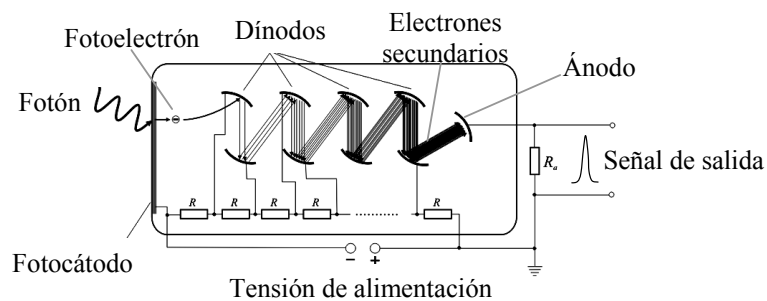 Fotoelectrón
Dínodos
Electrones
secundarios
Ánodo
Fotón
R
R
R
R
R
Rₐ
Señal de salida
Fotocátodo
− +
Tensión de alimentación